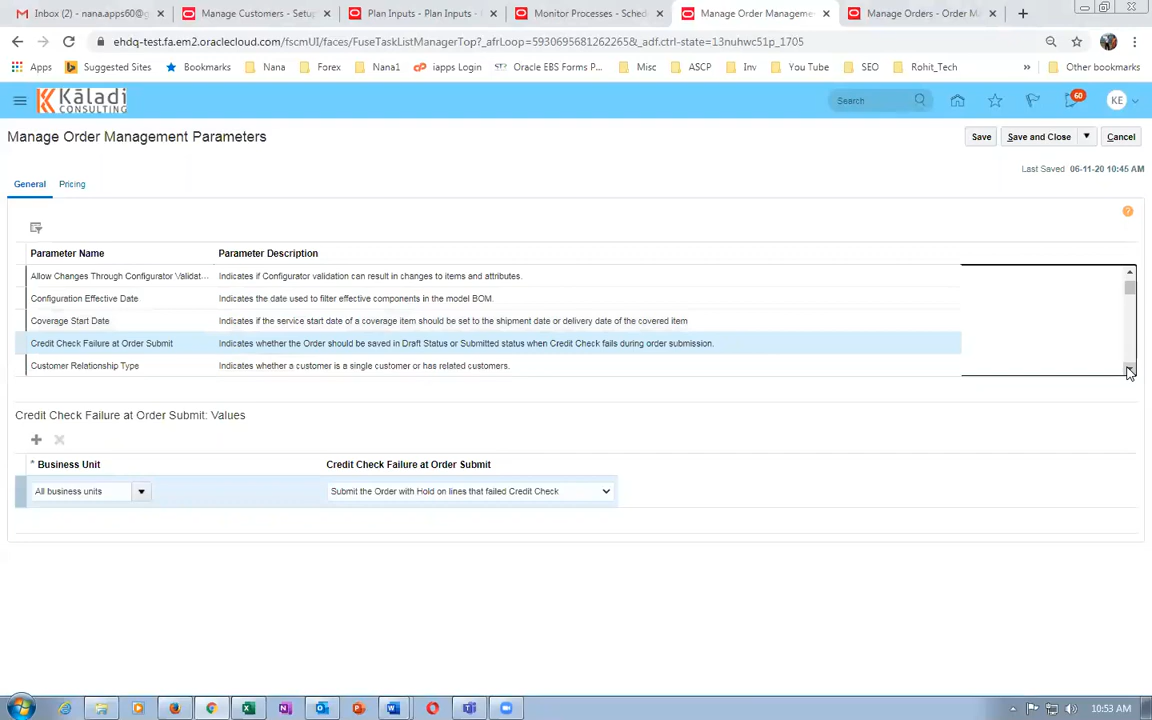 Inbox (2) - nana.apps60@g
Manage Customers - Setup
Plan Inputs - Plan Inputs -
Monitor Processes - Sched
Manage Order Manageme
Manage Orders - Order M
ehdq-test.fa.em2.oraclecloud.com/fscmUI/faces/FuseTaskListManagerTop?_afrLoop=5930695681262265&_adf.ctrl-state=13nuhwc51p_1705
Apps
Suggested Sites
Bookmarks
Nana
Forex
Nana1
iapps Login
Oracle EBS Forms P...
Misc
ASCP
Inv
You Tube
SEO
Rohit_Tech
»
Other bookmarks
Kāladi
CONSULTING
Search
60
KE
Manage Order Management Parameters
Save
Save and Close
Cancel
Last Saved 06-11-20 10:45 AM
General
Pricing
?
Parameter Name
Parameter Description
Allow Changes Through Configurator Validat...
Indicates if Configurator validation can result in changes to items and attributes.
Configuration Effective Date
Indicates the date used to filter effective components in the model BOM.
Coverage Start Date
Indicates if the service start date of a coverage item should be set to the shipment date or delivery date of the covered item
Credit Check Failure at Order Submit
Indicates whether the Order should be saved in Draft Status or Submitted status when Credit Check fails during order submission.
Customer Relationship Type
Indicates whether a customer is a single customer or has related customers.
Credit Check Failure at Order Submit: Values
* Business Unit
Credit Check Failure at Order Submit
All business units
Submit the Order with Hold on lines that failed Credit Check
10:53 AM